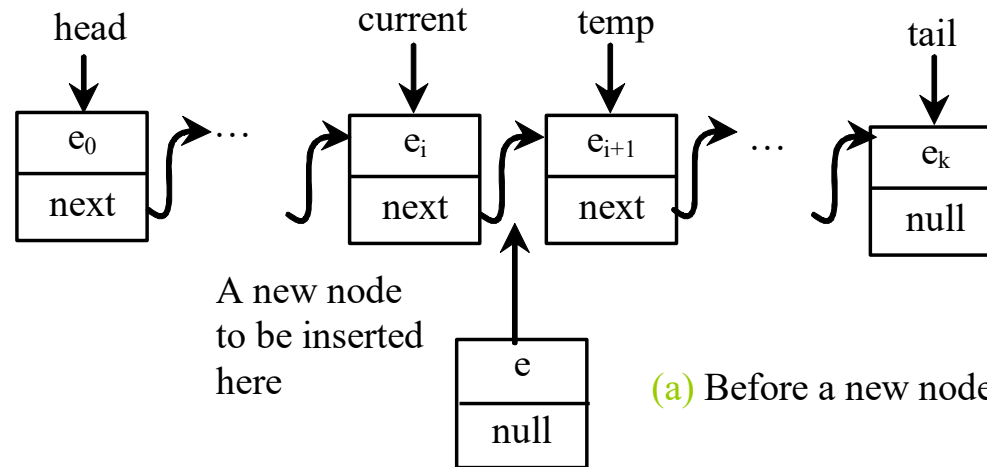 head
current
temp
tail
e₀
next
…
eᵢ
next
eᵢ₊₁
next
…
eₖ
null
A new node
to be inserted
here
e
null
(a) Before a new node